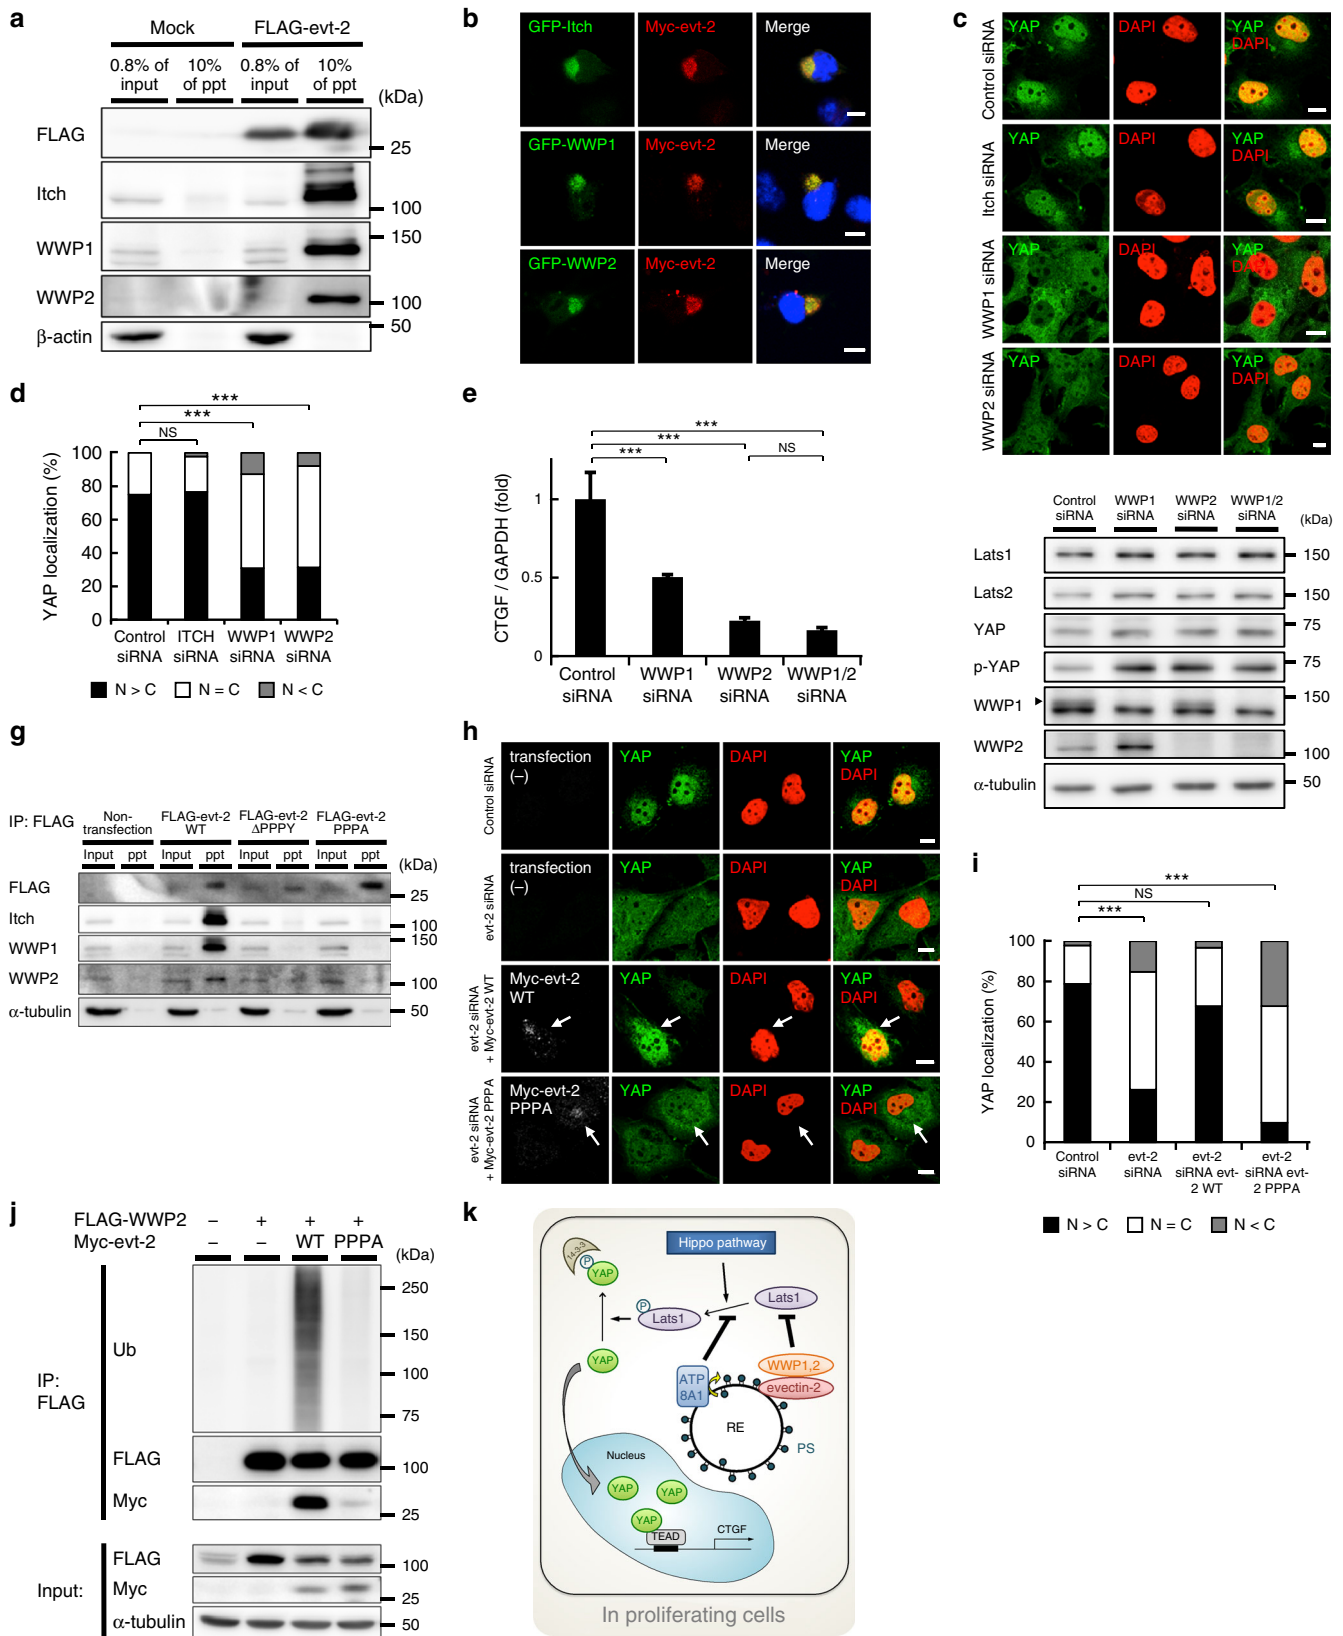 a
Mock
FLAG-evt-2
0.8% of input
10% of ppt
0.8% of input
10% of ppt
(kDa)
FLAG
25
Itch
100
WWP1
150
WWP2
100
β-actin
50
b
GFP-Itch
Myc-evt-2
Merge
GFP-WWP1
Myc-evt-2
Merge
GFP-WWP2
Myc-evt-2
Merge
c
Control siRNA
YAP
DAPI
YAP
DAPI
Itch siRNA
YAP
DAPI
YAP
DAPI
WWP1 siRNA
YAP
DAPI
YAP
DAPI
WWP2 siRNA
YAP
DAPI
YAP
DAPI
d
***
***
NS
YAP localization (%)
100
80
60
40
20
0
Control siRNA
ITCH siRNA
WWP1 siRNA
WWP2 siRNA
N > C
N = C
N < C
e
***
***
***
NS
CTGF / GAPDH (fold)
1
0.5
0
Control siRNA
WWP1 siRNA
WWP2 siRNA
WWP1/2 siRNA
Control siRNA
WWP1 siRNA
WWP2 siRNA
WWP1/2 siRNA
(kDa)
Lats1
150
Lats2
150
YAP
75
p-YAP
75
WWP1
150
WWP2
100
α-tubulin
50
g
IP: FLAG
Non-transfection
FLAG-evt-2 WT
FLAG-evt-2 ΔPPPY
FLAG-evt-2 PPPA
Input ppt Input ppt Input ppt Input ppt
(kDa)
FLAG
25
Itch
100
WWP1
150
WWP2
100
α-tubulin
50
h
Control siRNA
transfection (–)
YAP
DAPI
YAP
DAPI
evt-2 siRNA
transfection (–)
YAP
DAPI
YAP
DAPI
evt-2 siRNA + Myc-evt-2 WT
Myc-evt-2 WT
YAP
DAPI
YAP
DAPI
evt-2 siRNA + Myc-evt-2 PPPA
Myc-evt-2 PPPA
YAP
DAPI
YAP
DAPI
i
***
NS
***
YAP localization (%)
100
80
60
40
20
0
Control siRNA
evt-2 siRNA
evt-2 siRNA evt-2 WT
evt-2 siRNA evt-2 PPPA
N > C
N = C
N < C
j
FLAG-WWP2 – + + +
Myc-evt-2 – – WT PPPA
(kDa)
IP: FLAG
Ub
250
150
100
75
FLAG
100
Myc
25
Input:
FLAG
100
Myc
25
α-tubulin
50
k
Hippo pathway
14-3-3
P
YAP
P
Lats1
Lats1
YAP
WWP1,2
evectin-2
ATP 8A1
RE
PS
Nucleus
YAP
YAP
YAP
TEAD
CTGF
In proliferating cells